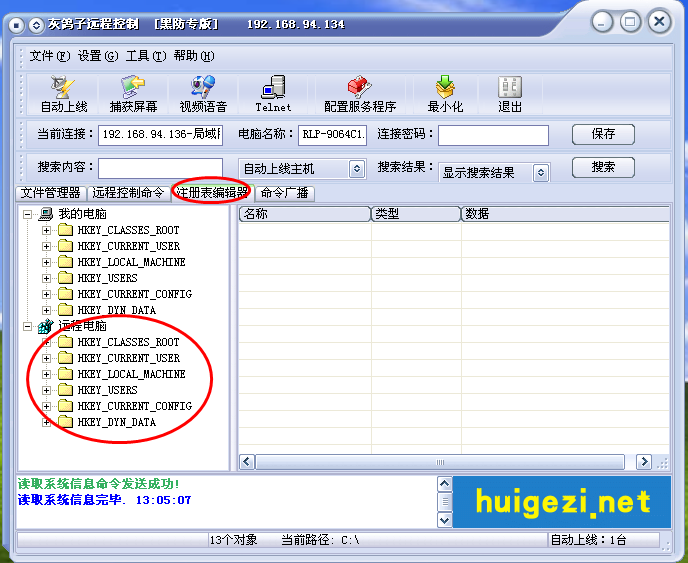 灰鸽子远程控制 [黑防专版] 192.168.94.134
文件(F) 设置(G) 工具(T) 帮助(H)
自动上线 捕获屏幕 视频语音 Telnet 配置服务程序 最小化 退出
当前连接: 192.168.94.136-局域 电脑名称: RLP-9064C1. 连接密码: 保存
搜索内容: 自动上线主机 搜索结果: 显示搜索结果 搜索
文件管理器 远程控制命令 注册表编辑器 命令广播
我的电脑 名称 类型 数据
HKEY_CLASSES_ROOT
HKEY_CURRENT_USER
HKEY_LOCAL_MACHINE
HKEY_USERS
HKEY_CURRENT_CONFIG
HKEY_DYN_DATA
远程电脑
HKEY_CLASSES_ROOT
HKEY_CURRENT_USER
HKEY_LOCAL_MACHINE
HKEY_USERS
HKEY_CURRENT_CONFIG
HKEY_DYN_DATA
读取系统信息命令发送成功!
读取系统信息完毕. 13:05:07
huigezi.net
13个对象 当前路径: C:\ 自动上线: 1台